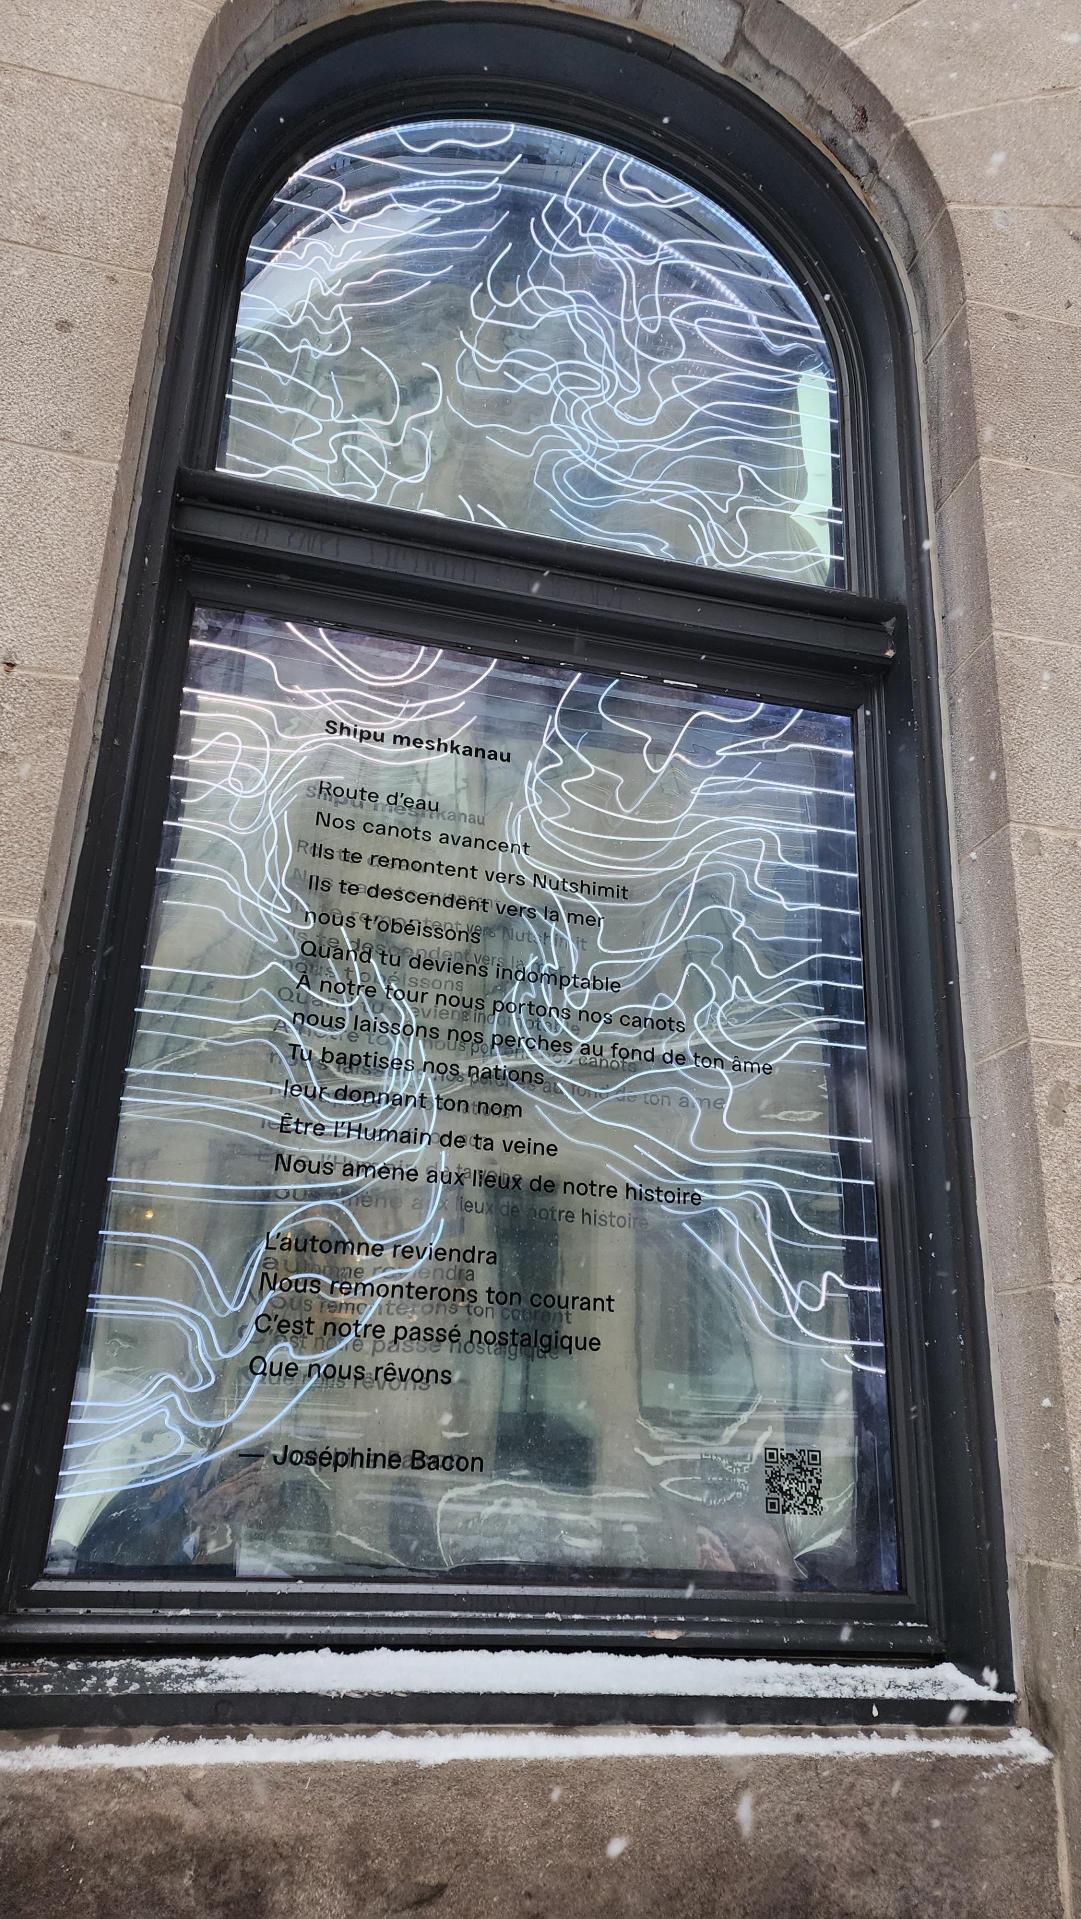 Shipu meshkanau
Route d'eau
Nos canots avancent
Ils te remontent vers Nutshimit
Ils te descendent vers la mer
nous t'obéissons
Quand tu deviens indomptable
À notre tour nous portons nos canots
nous laissons nos perches au fond de ton âme
Tu baptises nos nations
leur donnant ton nom
Être l'Humain de ta veine
Nous amène aux lieux de notre histoire
L'automne reviendra
Nous remonterons ton courant
C'est notre passé nostalgique
Que nous rêvons
— Joséphine Bacon